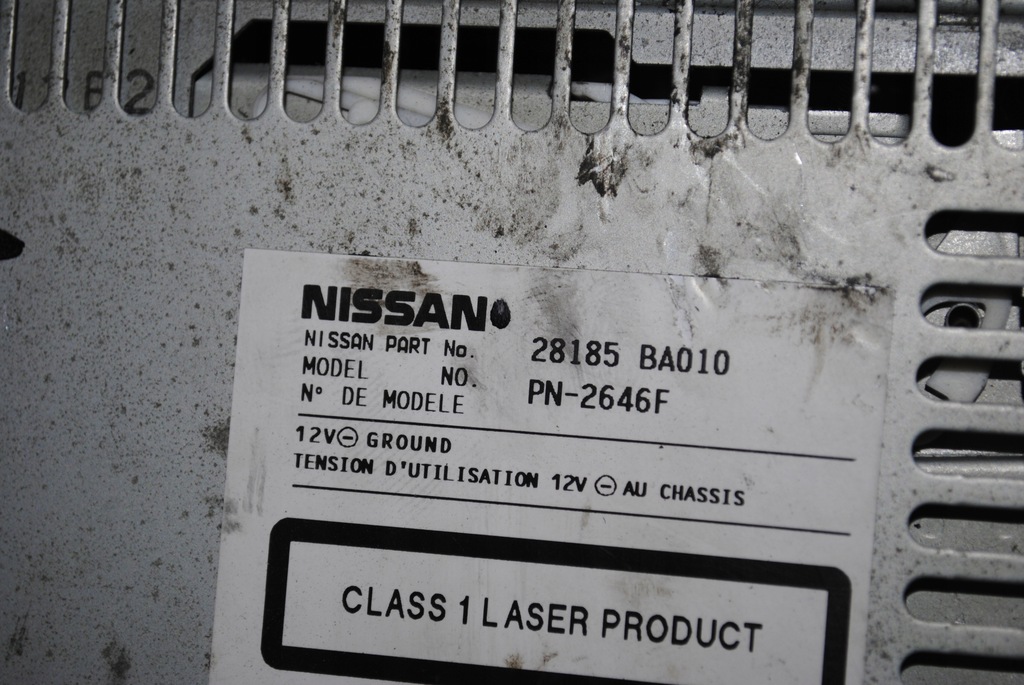 12B2
NISSAN
NISSAN PART No. 28185 BA010
MODEL NO. PN-2646F
N° DE MODELE
12V⊖ GROUND
TENSION D'UTILISATION 12V ⊖ AU CHASSIS
CLASS 1 LASER PRODUCT